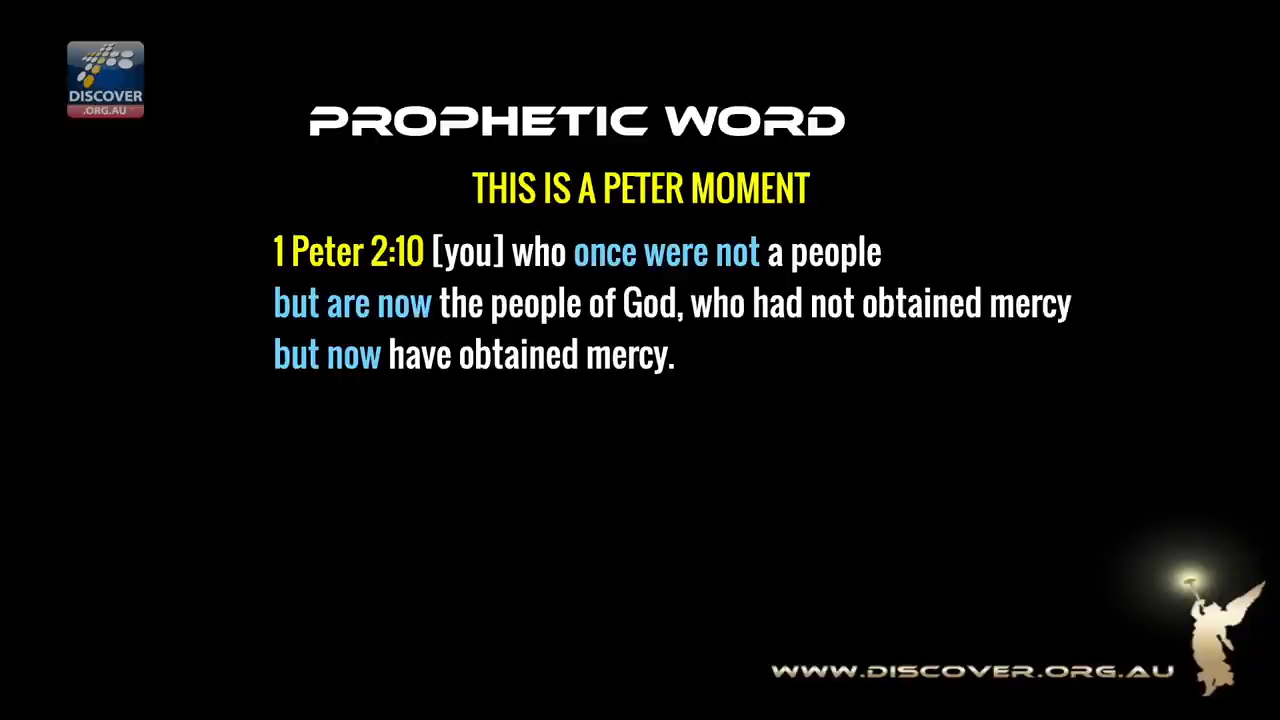 DISCOVER
.ORG.AU
PROPHETIC WORD
THIS IS A PETER MOMENT
1 Peter 2:10 [you] who once were not a people
but are now the people of God, who had not obtained mercy
but now have obtained mercy.
WWW.DISCOVER.ORG.AU